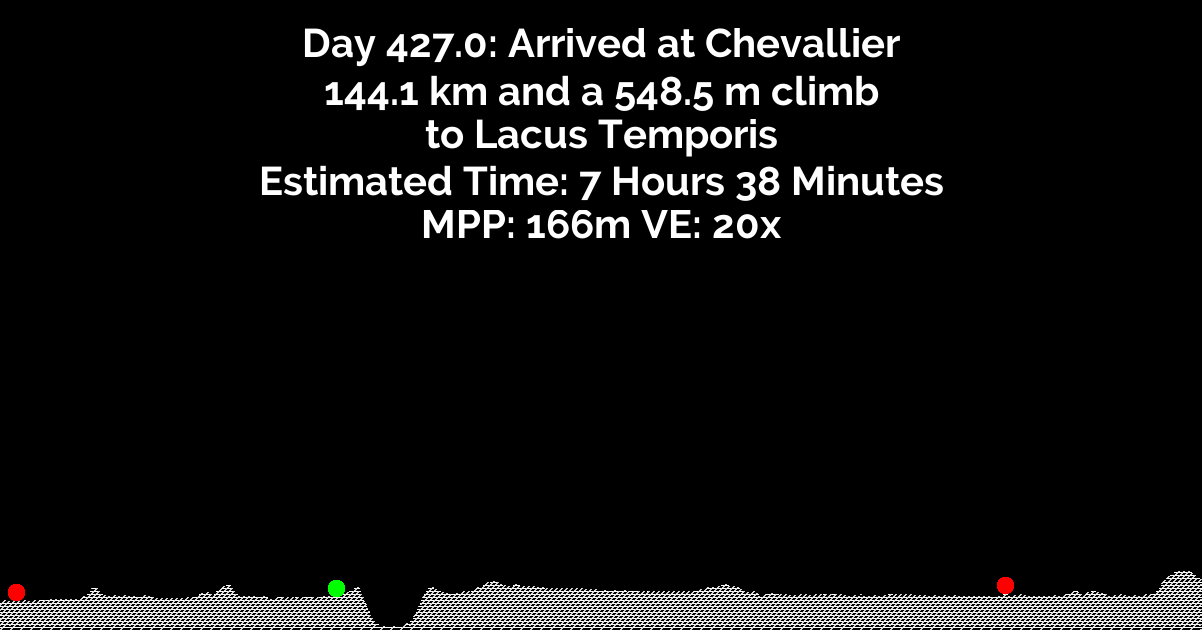 Day 427.0: Arrived at Chevallier
144.1 km and a 548.5 m climb
to Lacus Temporis
Estimated Time: 7 Hours 38 Minutes
MPP: 166m VE: 20x